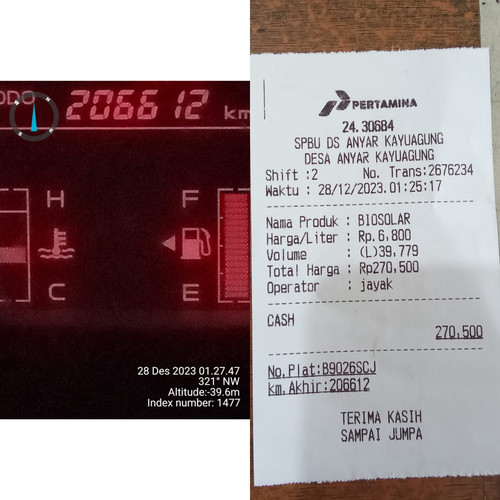 ODO 206612 km
H
C
F
E
28 Des 2023 01.27.47
321° NW
Altitude:-39.6m
Index number: 1477
PERTAMINA
24.30684
SPBU DS ANYAR KAYUAGUNG
DESA ANYAR KAYUAGUNG
Shift :2 No. Trans:2676234
Waktu : 28/12/2023.01:25:17
Nama Produk : BIOSOLAR
Harga/Liter : Rp.6,800
Volume : (L)39,779
Total Harga : Rp270,500
Operator : jayak
CASH
270,500
No.Plat:B9026SCJ
km.Akhir:206612
TERIMA KASIH
SAMPAI JUMPA